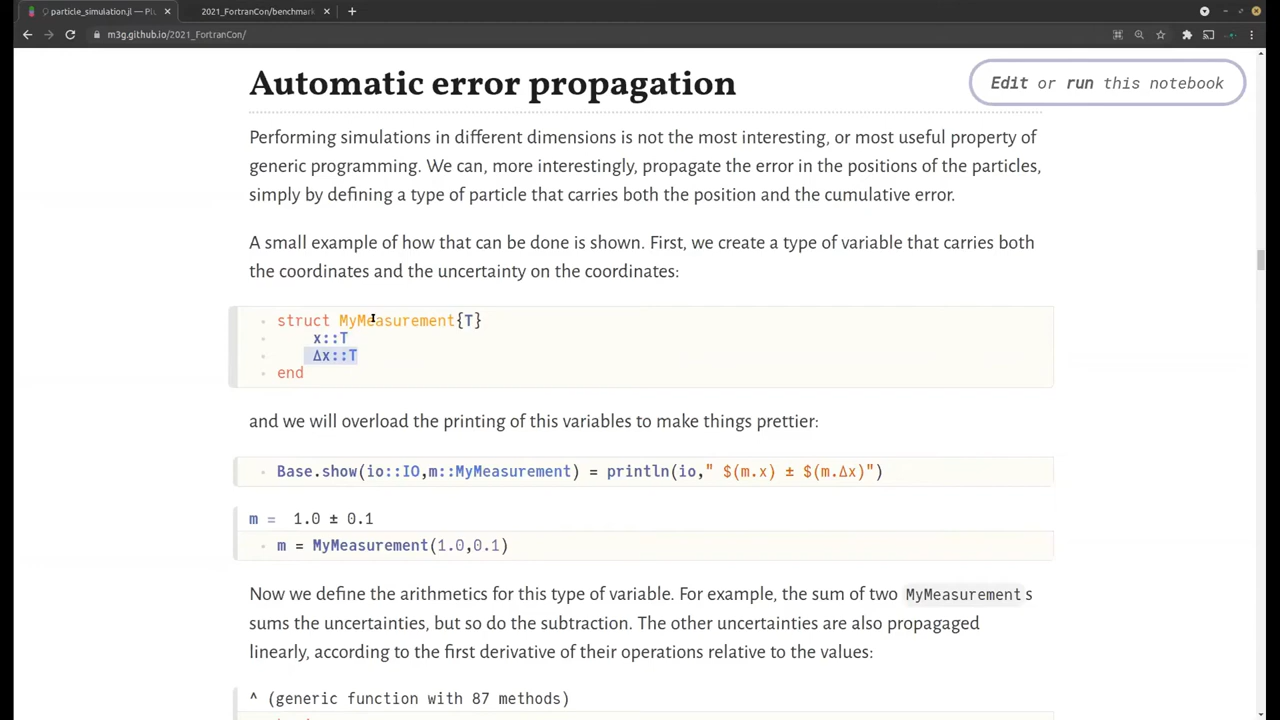 particle_simulation.jl — Pl
2021_FortranCon/benchmark
m3g.github.io/2021_FortranCon/
Automatic error propagation
Edit or run this notebook
Performing simulations in different dimensions is not the most interesting, or most useful property of
generic programming. We can, more interestingly, propagate the error in the positions of the particles,
simply by defining a type of particle that carries both the position and the cumulative error.
A small example of how that can be done is shown. First, we create a type of variable that carries both
the coordinates and the uncertainty on the coordinates:
struct MyMeasurement{T}
x::T
Δx::T
end
and we will overload the printing of this variables to make things prettier:
Base.show(io::IO,m::MyMeasurement) = println(io," $(m.x) ± $(m.Δx)")
m = 1.0 ± 0.1
m = MyMeasurement(1.0,0.1)
Now we define the arithmetics for this type of variable. For example, the sum of two MyMeasurement s
sums the uncertainties, but so do the subtraction. The other uncertainties are also propagaged
linearly, according to the first derivative of their operations relative to the values:
^ (generic function with 87 methods)